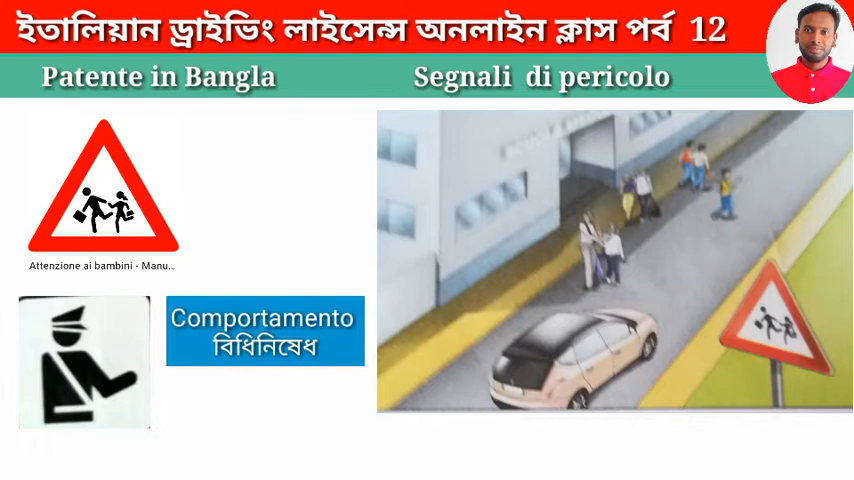 ইতালিয়ান ড্রাইভিং লাইসেন্স অনলাইন ক্লাস পর্ব 12
Patente in Bangla
Segnali di pericolo
Attenzione ai bambini - Manu...
Comportamento
বিধিনিষেধ